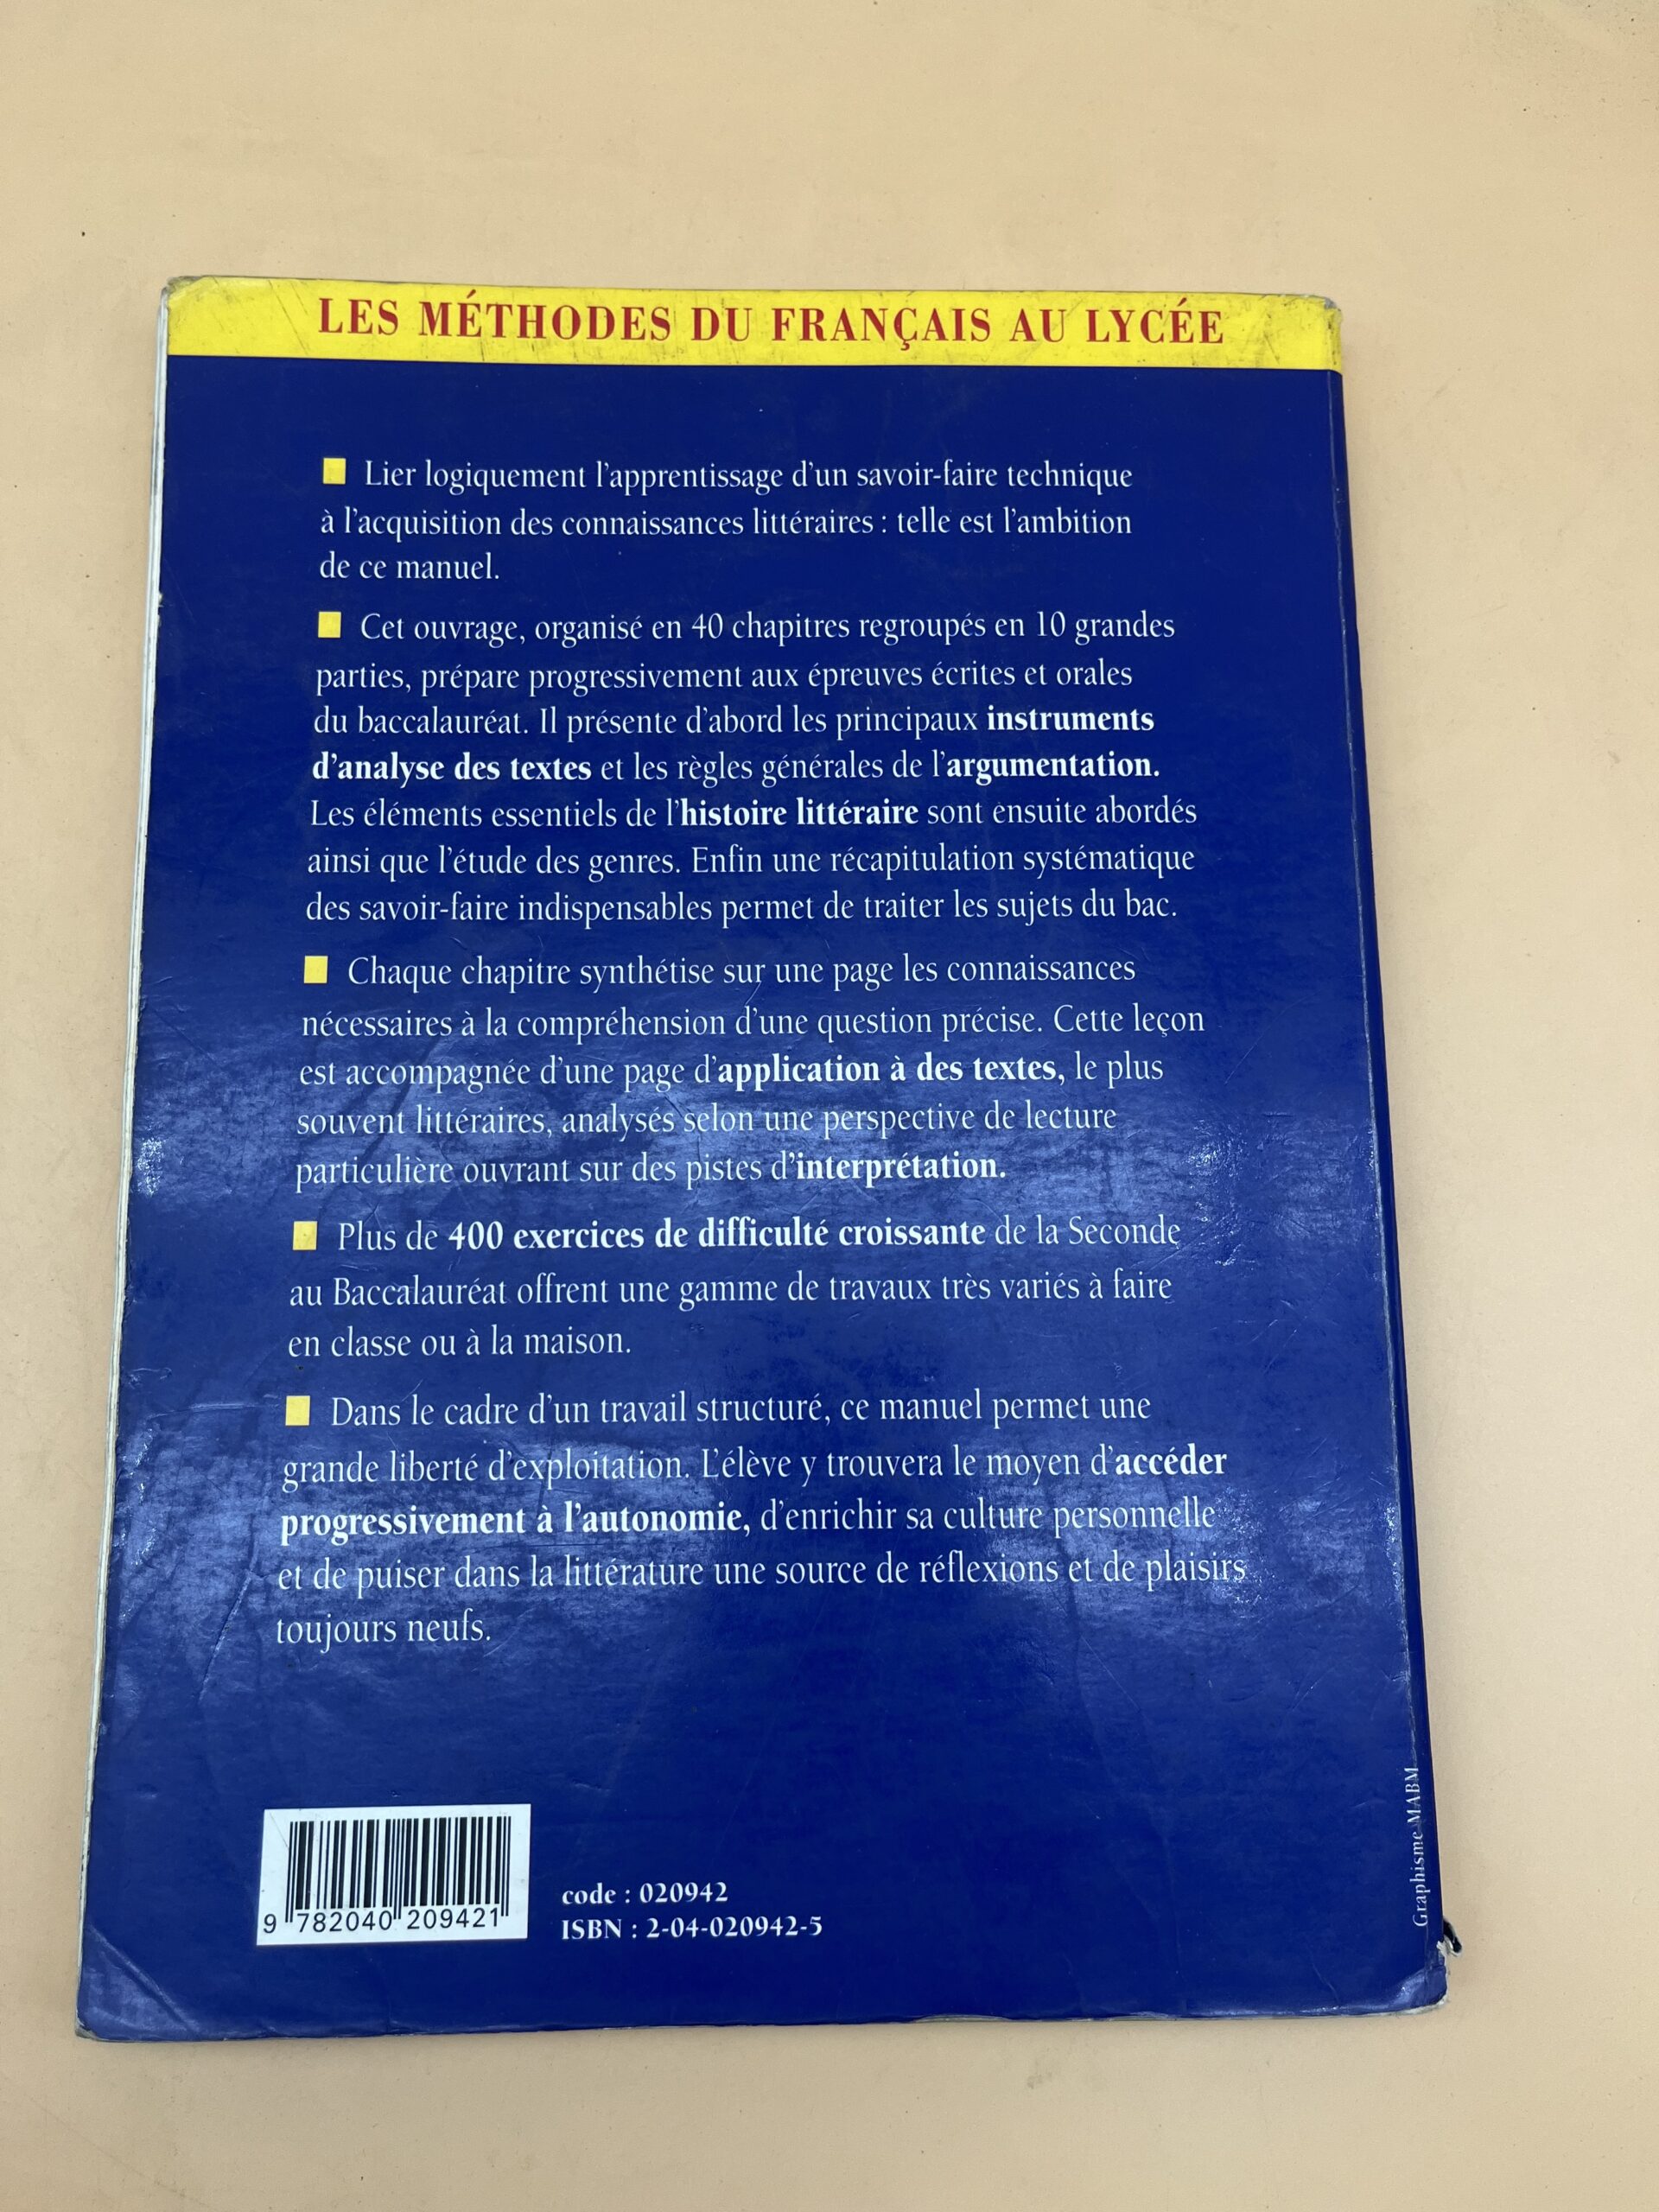 LES MÉTHODES DU FRANÇAIS AU LYCÉE
Lier logiquement l'apprentissage d'un savoir-faire technique
à l'acquisition des connaissances littéraires : telle est l'ambition
de ce manuel.
Cet ouvrage, organisé en 40 chapitres regroupés en 10 grandes
parties, prépare progressivement aux épreuves écrites et orales
du baccalauréat. Il présente d'abord les principaux instruments
d'analyse des textes et les règles générales de l'argumentation.
Les éléments essentiels de l'histoire littéraire sont ensuite abordés
ainsi que l'étude des genres. Enfin une récapitulation systématique
des savoir-faire indispensables permet de traiter les sujets du bac.
Chaque chapitre synthétise sur une page les connaissances
nécessaires à la compréhension d'une question précise. Cette leçon
est accompagnée d'une page d'application à des textes, le plus
souvent littéraires, analysés selon une perspective de lecture
particulière ouvrant sur des pistes d'interprétation.
Plus de 400 exercices de difficulté croissante de la Seconde
au Baccalauréat offrent une gamme de travaux très variés à faire
en classe ou à la maison.
Dans le cadre d'un travail structuré, ce manuel permet une
grande liberté d'exploitation. L'élève y trouvera le moyen d'accéder
progressivement à l'autonomie, d'enrichir sa culture personnelle
et de puiser dans la littérature une source de réflexions et de plaisirs
toujours neufs.
9 782040 209421
code : 020942
ISBN : 2-04-020942-5
Graphisme MABM